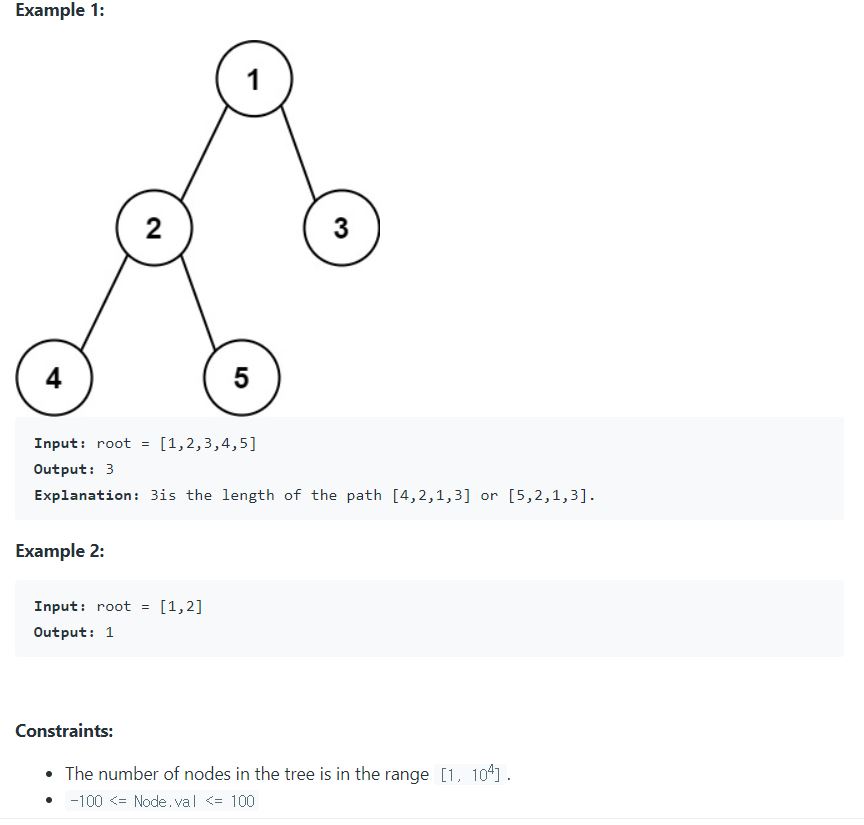 Example 1:
1
2
3
4
5
Input: root = [1,2,3,4,5]
Output: 3
Explanation: 3is the length of the path [4,2,1,3] or [5,2,1,3].
Example 2:
Input: root = [1,2]
Output: 1
Constraints:
• The number of nodes in the tree is in the range [1, 10⁴] .
• -100 <= Node.val <= 100